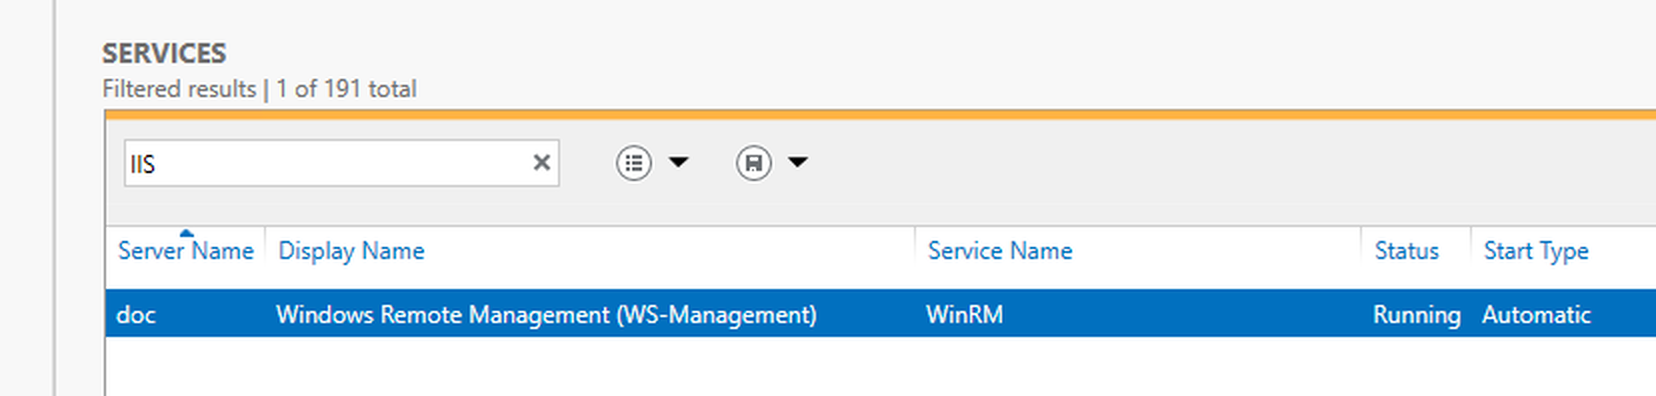 SERVICES
Filtered results | 1 of 191 total
IIS
Server Name Display Name Service Name Status Start Type
doc Windows Remote Management (WS-Management) WinRM Running Automatic